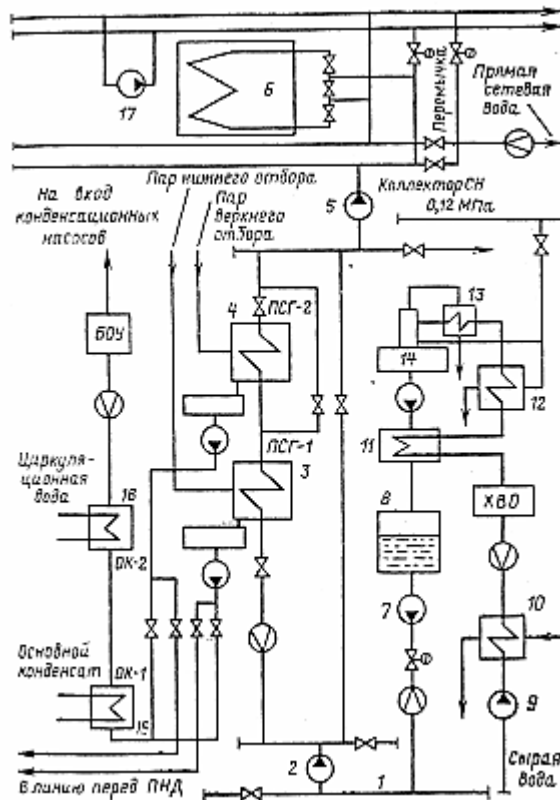 17
6
Перемычка
Прямая
сетевая
вода
Пар нижнего отбора
Пар
верхнего
отбора
На вход
конденсационных
насосов
5
Коллектор СН
0,12 МПа
БОУ
4
ПСГ-2
13
14
12
Циркуля-
ционная
вода
16
ОК-2
ПСГ-1
3
11
8
ХВО
7
10
Основной
конденсат
ОК-1
15
9
Сырая
вода
2
1
В линию перед ПНД